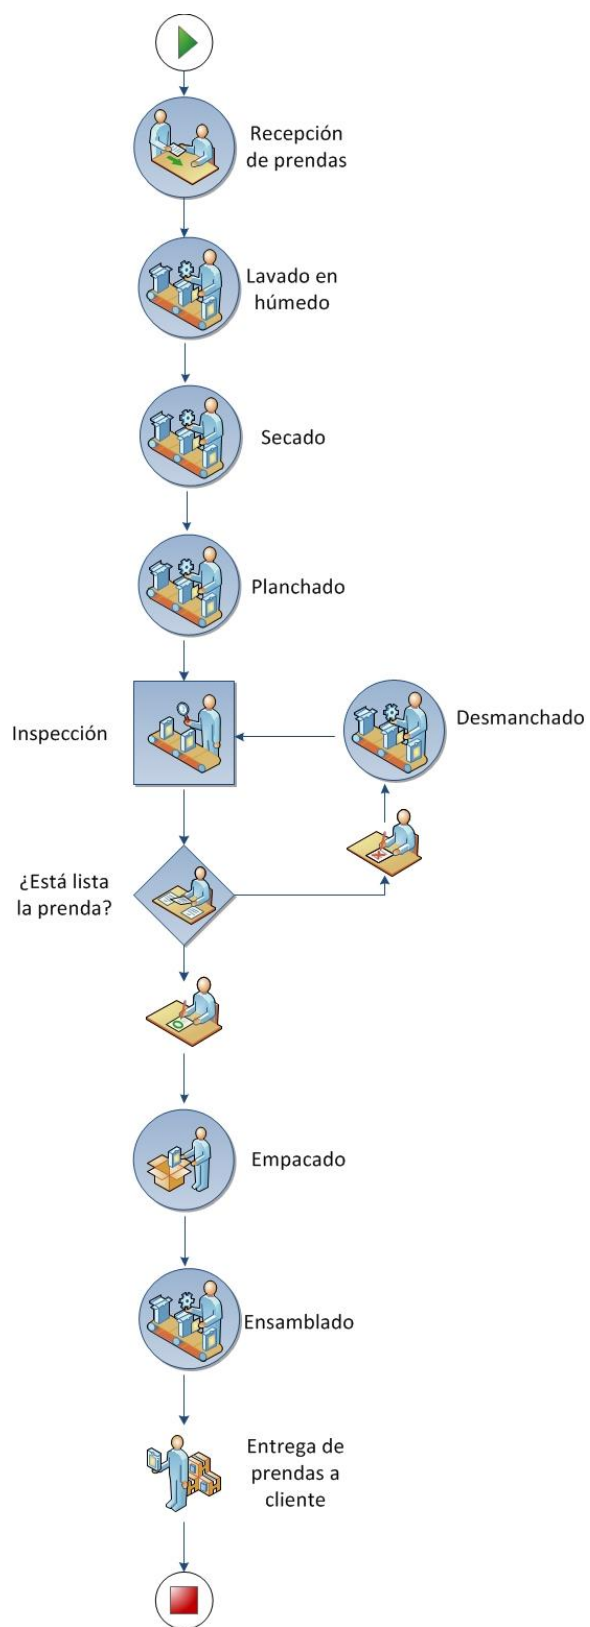 Recepción
de prendas
Lavado en
húmedo
Secado
Planchado
Inspección
Desmanchado
¿Está lista
la prenda?
Empacado
Ensamblado
Entrega de
prendas a
cliente